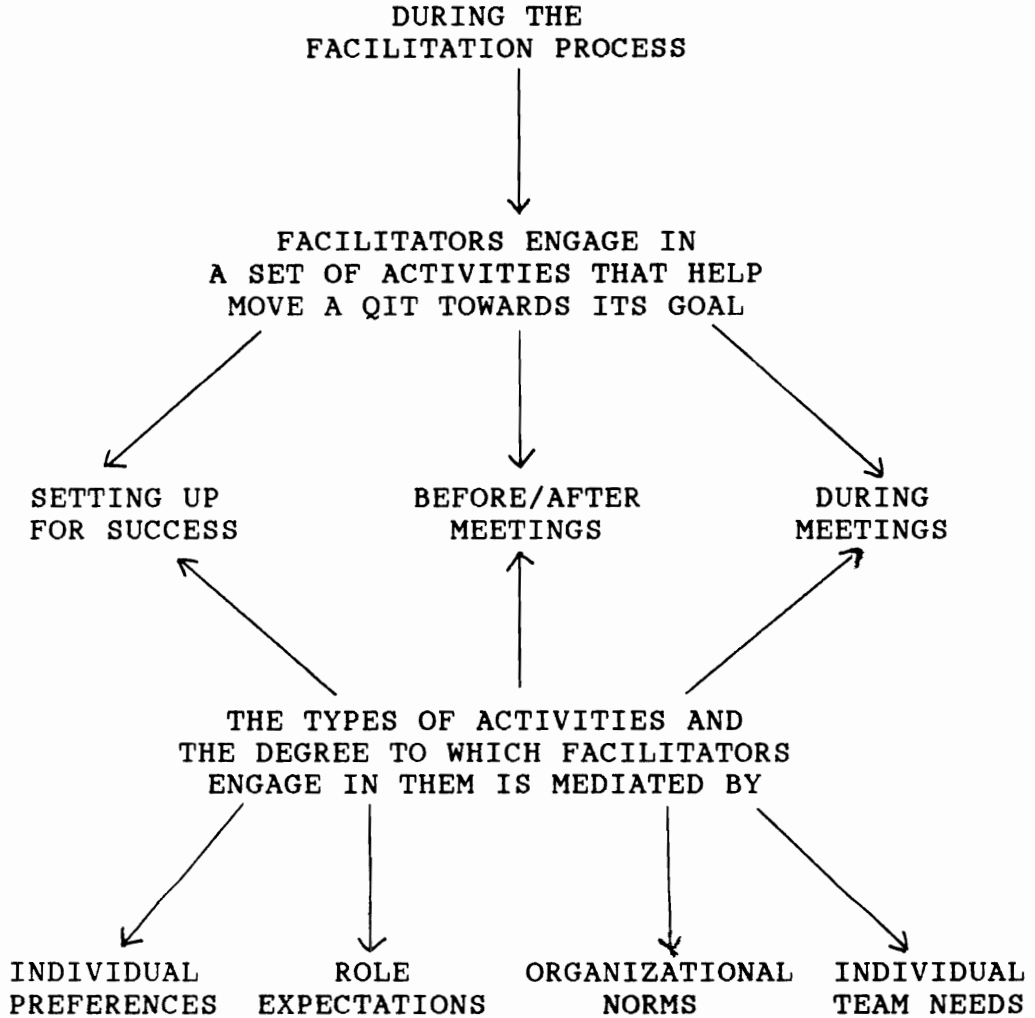 DURING THE
FACILITATION PROCESS
FACILITATORS ENGAGE IN
A SET OF ACTIVITIES THAT HELP
MOVE A QIT TOWARDS ITS GOAL
SETTING UP
FOR SUCCESS
BEFORE/AFTER
MEETINGS
DURING
MEETINGS
THE TYPES OF ACTIVITIES AND
THE DEGREE TO WHICH FACILITATORS
ENGAGE IN THEM IS MEDIATED BY
INDIVIDUAL
PREFERENCES
ROLE
EXPECTATIONS
ORGANIZATIONAL
NORMS
INDIVIDUAL
TEAM NEEDS